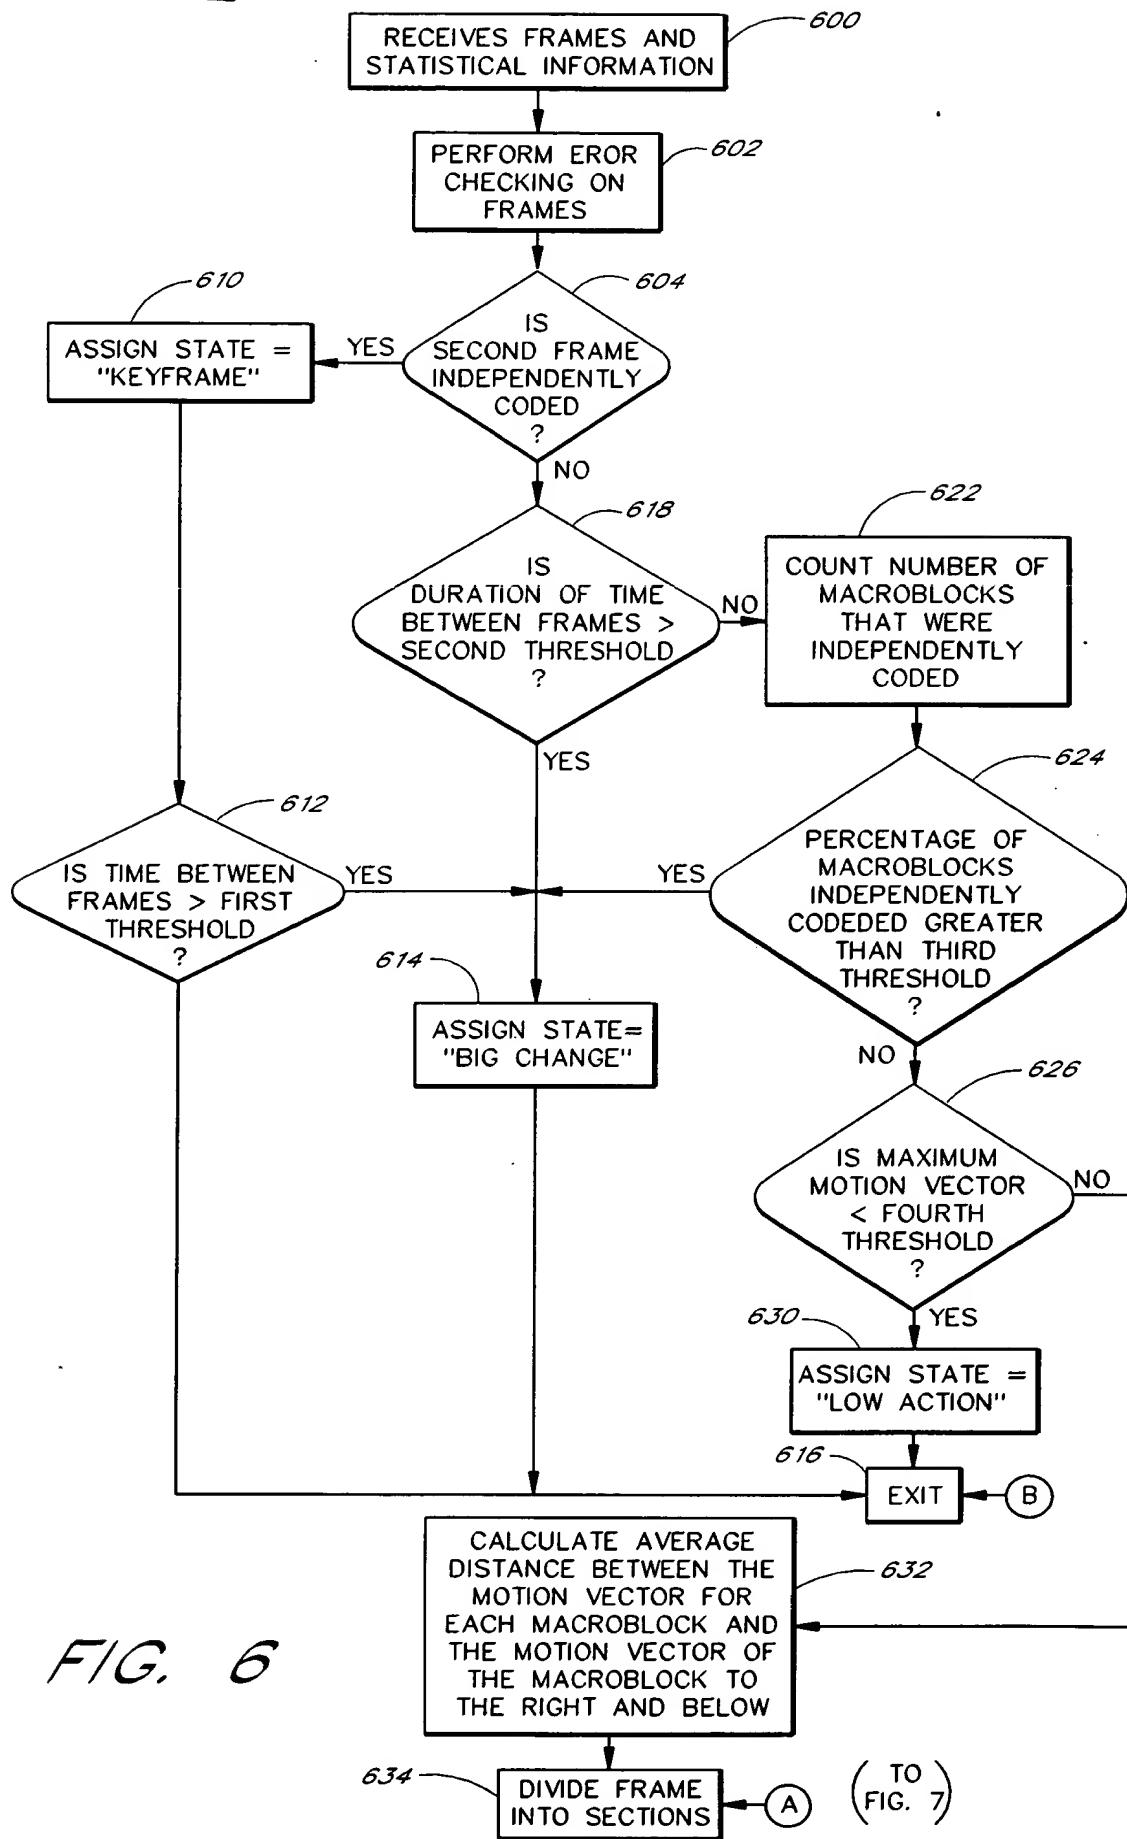 600
RECEIVES FRAMES AND
STATISTICAL INFORMATION
602
PERFORM EROR
CHECKING ON
FRAMES
604
IS
SECOND FRAME
INDEPENDENTLY
CODED
?
YES
NO
610
ASSIGN STATE =
"KEYFRAME"
618
IS
DURATION OF TIME
BETWEEN FRAMES >
SECOND THRESHOLD
?
NO
YES
622
COUNT NUMBER OF
MACROBLOCKS
THAT WERE
INDEPENDENTLY
CODED
624
PERCENTAGE OF
MACROBLOCKS
INDEPENDENTLY
CODEDED GREATER
THAN THIRD
THRESHOLD
?
YES
NO
612
IS TIME BETWEEN
FRAMES > FIRST
THRESHOLD
?
YES
614
ASSIGN STATE=
"BIG CHANGE"
626
IS MAXIMUM
MOTION VECTOR
< FOURTH
THRESHOLD
?
NO
YES
630
ASSIGN STATE =
"LOW ACTION"
616
EXIT
B
632
CALCULATE AVERAGE
DISTANCE BETWEEN THE
MOTION VECTOR FOR
EACH MACROBLOCK AND
THE MOTION VECTOR OF
THE MACROBLOCK TO
THE RIGHT AND BELOW
FIG. 6
634
DIVIDE FRAME
INTO SECTIONS
A
(TO
FIG. 7)